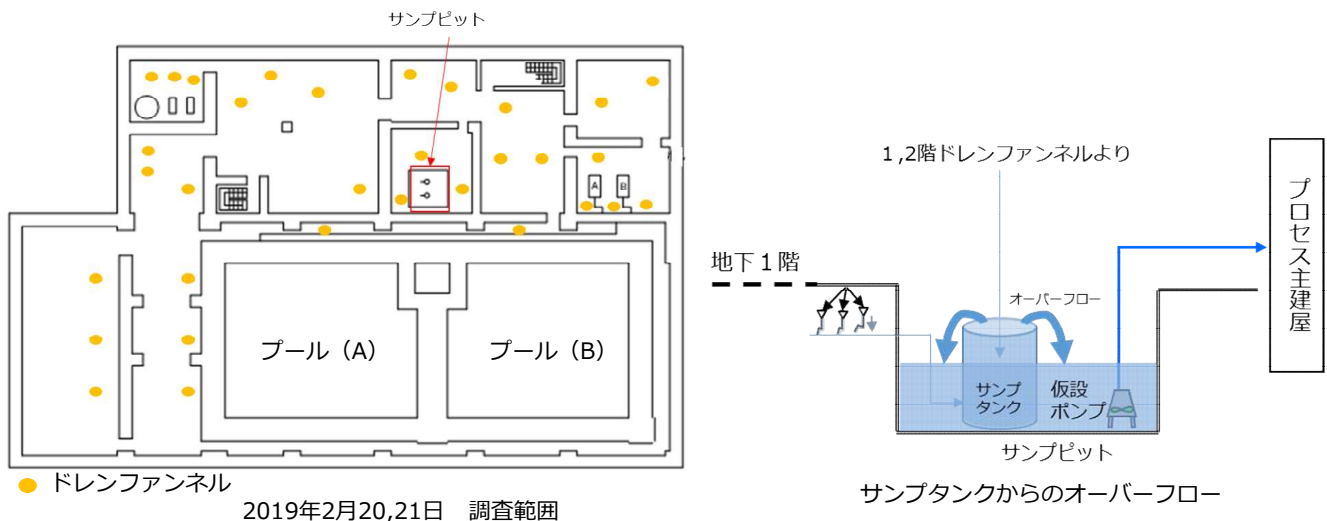 サンプピット
A
B
プール（A）
プール（B）
ドレンファンネル
2019年2月20,21日　調査範囲
１,2階ドレンファンネルより
地下１階
オーバーフロー
サンプ
タンク
仮設
ポンプ
サンプピット
プロセス主建屋
サンプタンクからのオーバーフロー